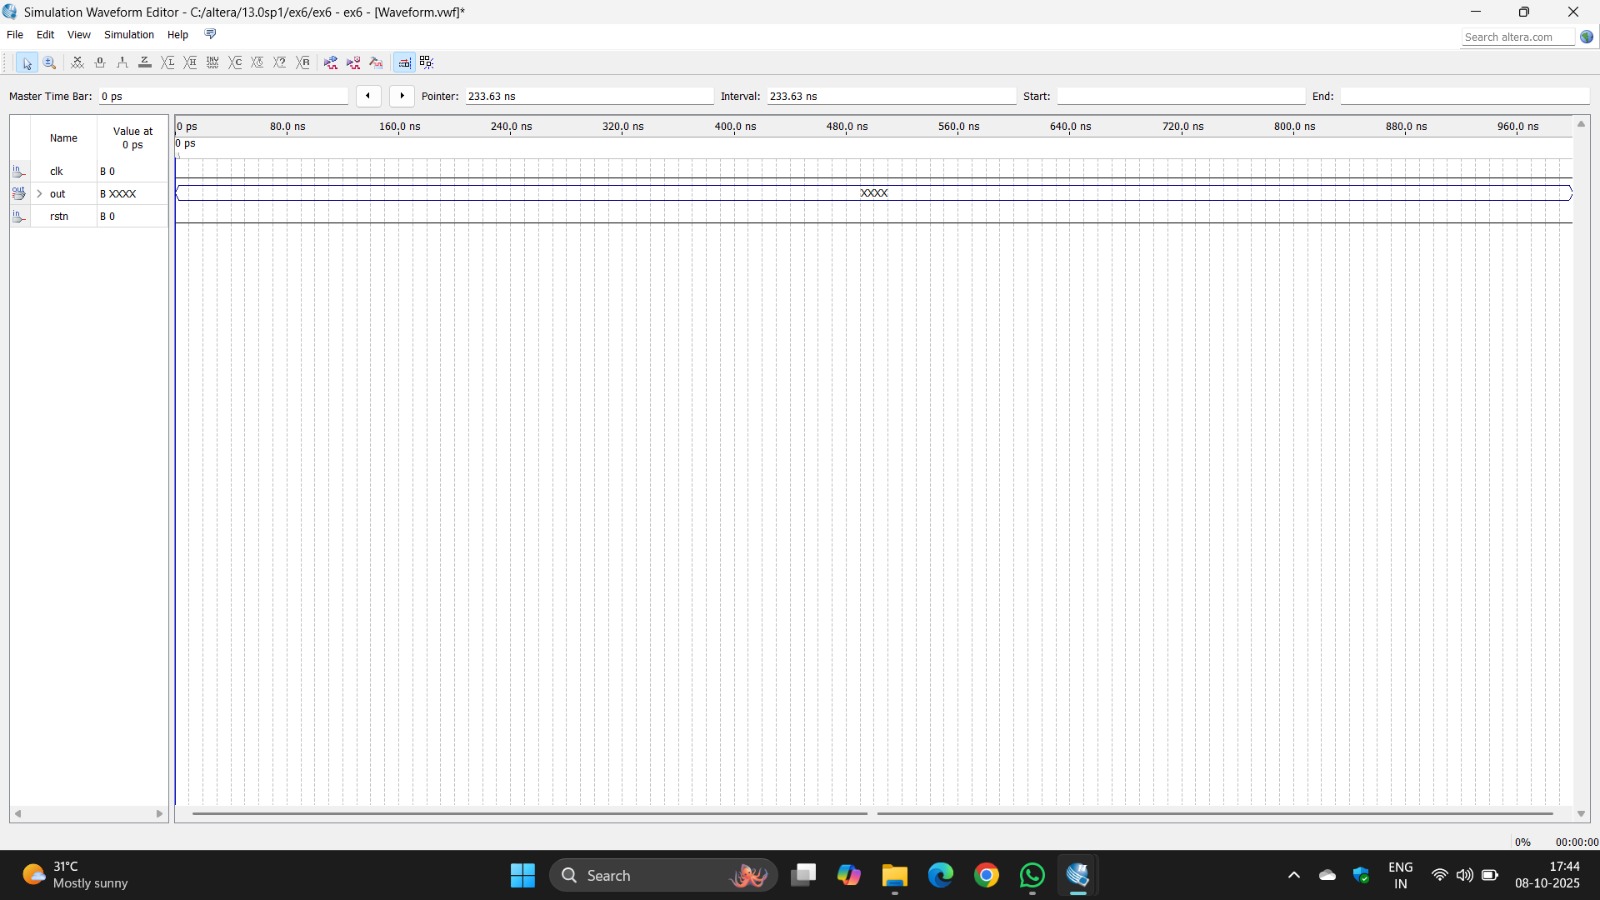 Simulation Waveform Editor - C:/altera/13.0sp1/ex6/ex6 - ex6 - [Waveform.vwf]*
File Edit View Simulation Help
Search altera.com
Master Time Bar: 0 ps Pointer: 233.63 ns Interval: 233.63 ns Start: End:
Name Value at 0 ps
0 ps 80.0 ns 160.0 ns 240.0 ns 320.0 ns 400.0 ns 480.0 ns 560.0 ns 640.0 ns 720.0 ns 800.0 ns 880.0 ns 960.0 ns
0 ps
in clk B 0
out > out B XXXX XXXX
in rstn B 0
0% 00:00:00
31°C
Mostly sunny
Search
ENG
IN
17:44
08-10-2025